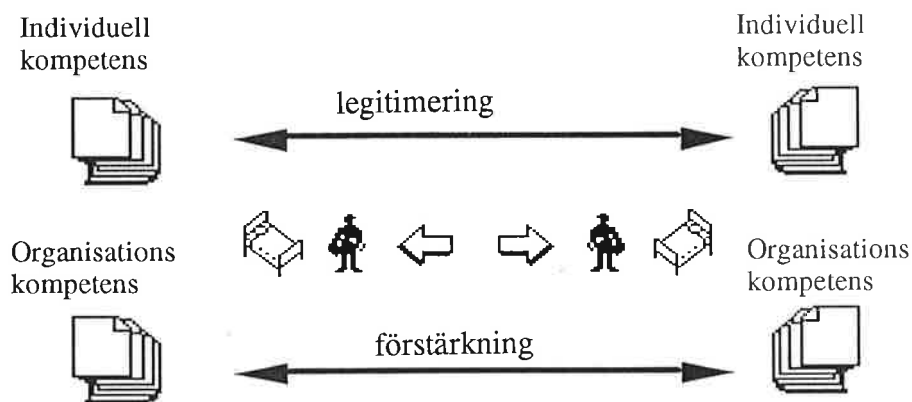 Individuell
kompetens
Individuell
kompetens
legitimering
Organisations
kompetens
Organisations
kompetens
förstärkning